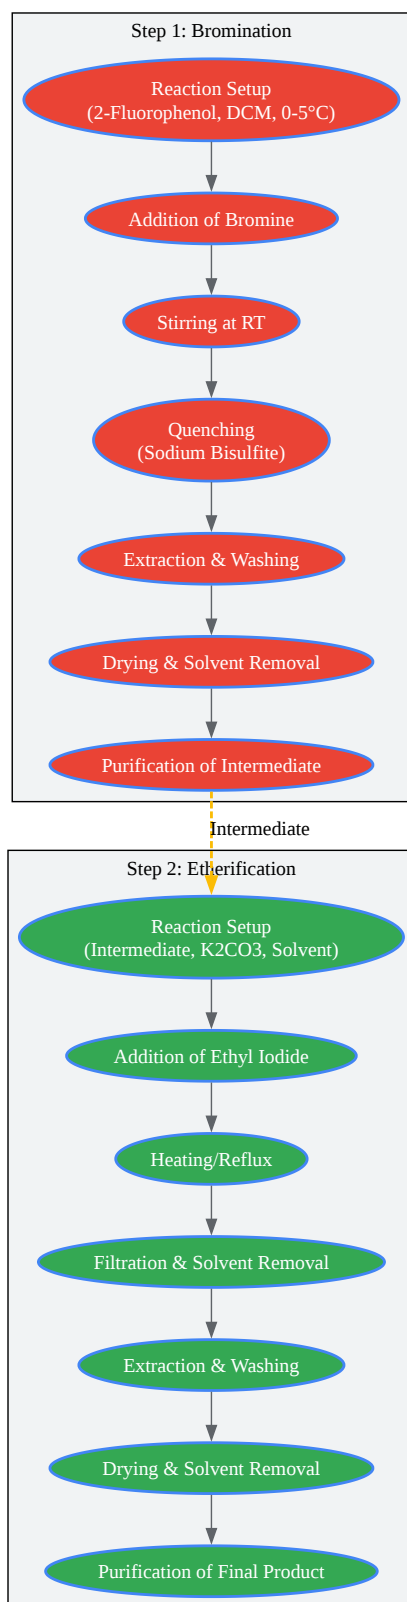 Step 1: Bromination
Reaction Setup
(2-Fluorophenol, DCM, 0-5°C)
Addition of Bromine
Stirring at RT
Quenching
(Sodium Bisulfite)
Extraction & Washing
Drying & Solvent Removal
Purification of Intermediate
Intermediate
Step 2: Etherification
Reaction Setup
(Intermediate, K2CO3, Solvent)
Addition of Ethyl Iodide
Heating/Reflux
Filtration & Solvent Removal
Extraction & Washing
Drying & Solvent Removal
Purification of Final Product